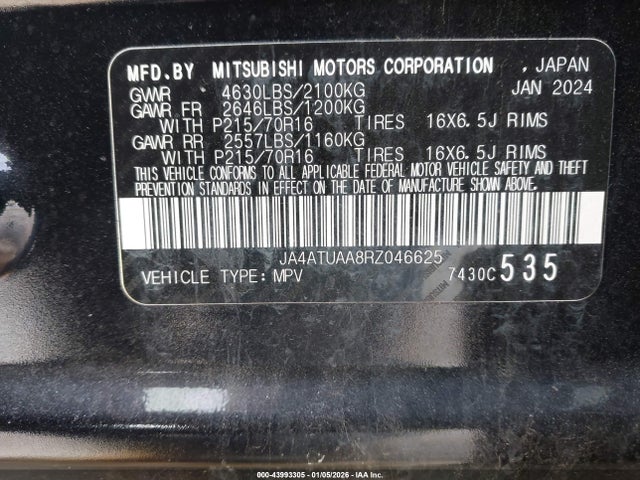 MFD.BY MITSUBISHI MOTORS CORPORATION , JAPAN
GVWR 4630LBS/2100KG JAN 2024
GAWR FR 2646LBS/1200KG
WITH P215/70R16 TIRES 16X6.5J RIMS
GAWR RR 2557LBS/1160KG
WITH P215/70R16 TIRES 16X6.5J RIMS
THIS VEHICLE CONFORMS TO ALL APPLICABLE FEDERAL MOTOR VEHICLE SAFETY AND THEFT
PREVENTION STANDARDS IN EFFECT ON THE DATE OF MANUFACTURE SHOWN ABOVE.
JA4ATUAA8RZ046625
VEHICLE TYPE:MPV 7430C 535
000-43993305 - 01/05/2026 - IAA Inc.